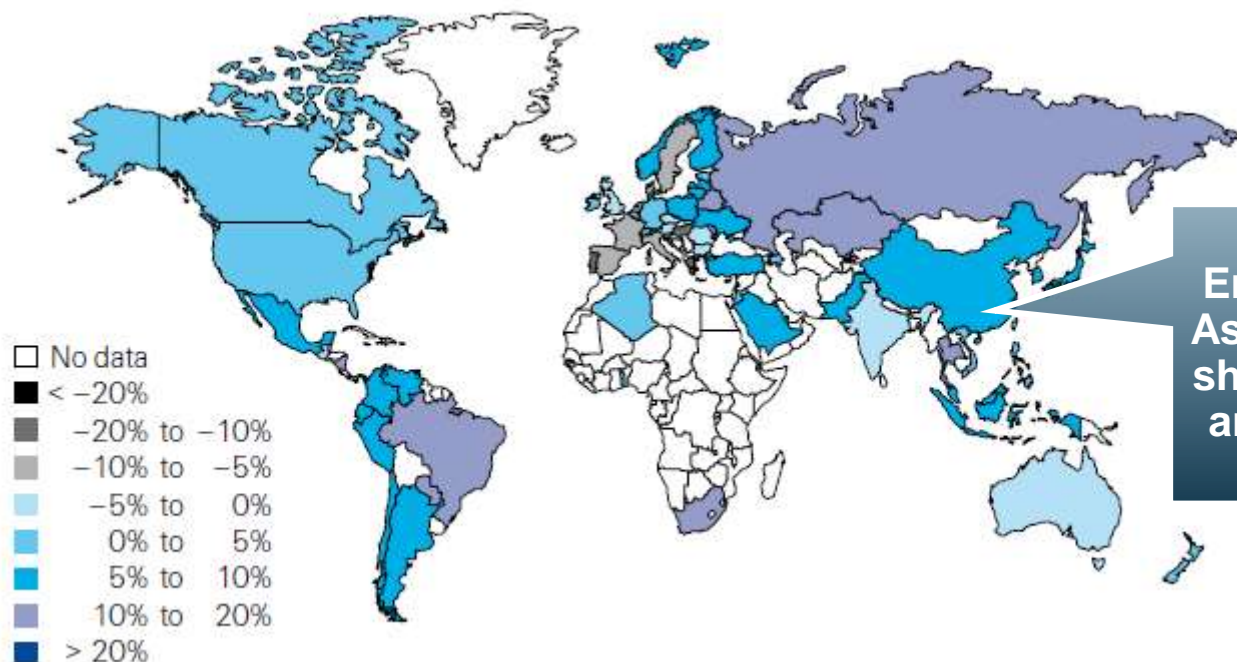 No data
< −20%
−20% to −10%
−10% to −5%
−5% to 0%
0% to 5%
5% to 10%
10% to 20%
> 20%